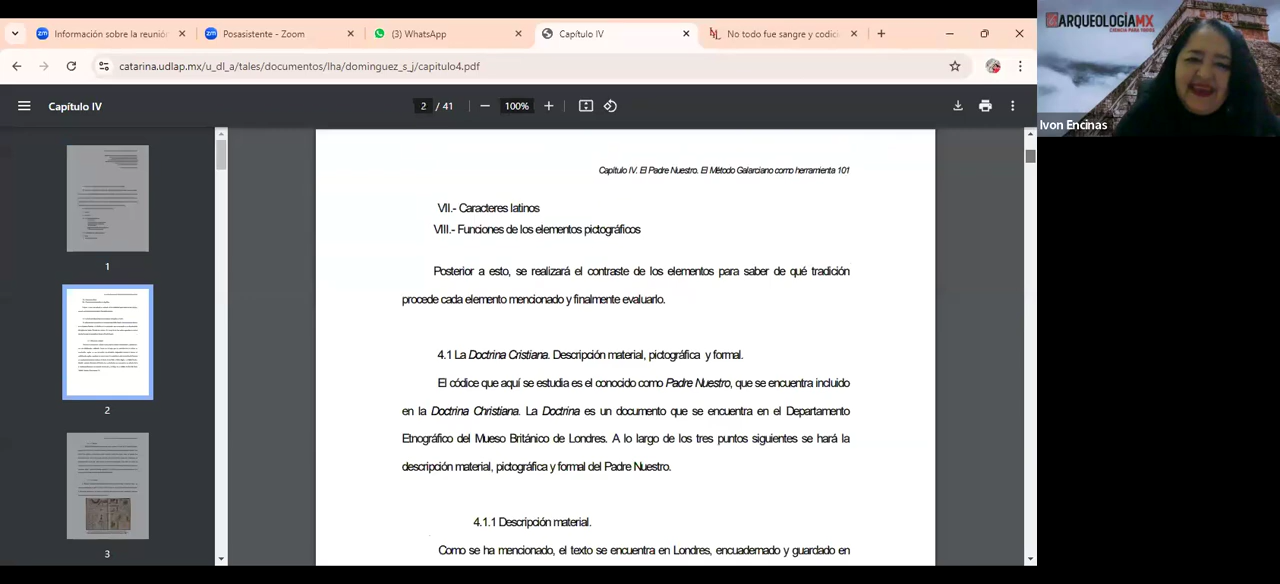 Información sobre la reunió
Posasistente - Zoom
(3) WhatsApp
Capítulo IV
No todo fue sangre y codici
catarina.udlap.mx/u_dl_a/tales/documentos/lha/dominguez_s_j/capitulo4.pdf
Capítulo IV
2 / 41
100%
ARQUEOLOGÍAMX
CIENCIA PARA TODOS
Ivon Encinas
1
2
3
Capítulo IV. El Padre Nuestro. El Método Galarciano como herramienta 101
VII.- Caracteres latinos
VIII.- Funciones de los elementos pictográficos
Posterior a esto, se realizará el contraste de los elementos para saber de qué tradición
procede cada elemento mencionado y finalmente evaluarlo.
4.1 La Doctrina Cristiana. Descripción material, pictográfica y formal.
El códice que aquí se estudia es el conocido como Padre Nuestro, que se encuentra incluido
en la Doctrina Christiana. La Doctrina es un documento que se encuentra en el Departamento
Etnográfico del Mueso Británico de Londres. A lo largo de los tres puntos siguientes se hará la
descripción material, pictográfica y formal del Padre Nuestro.
4.1.1 Descripción material.
Como se ha mencionado, el texto se encuentra en Londres, encuadernado y guardado en